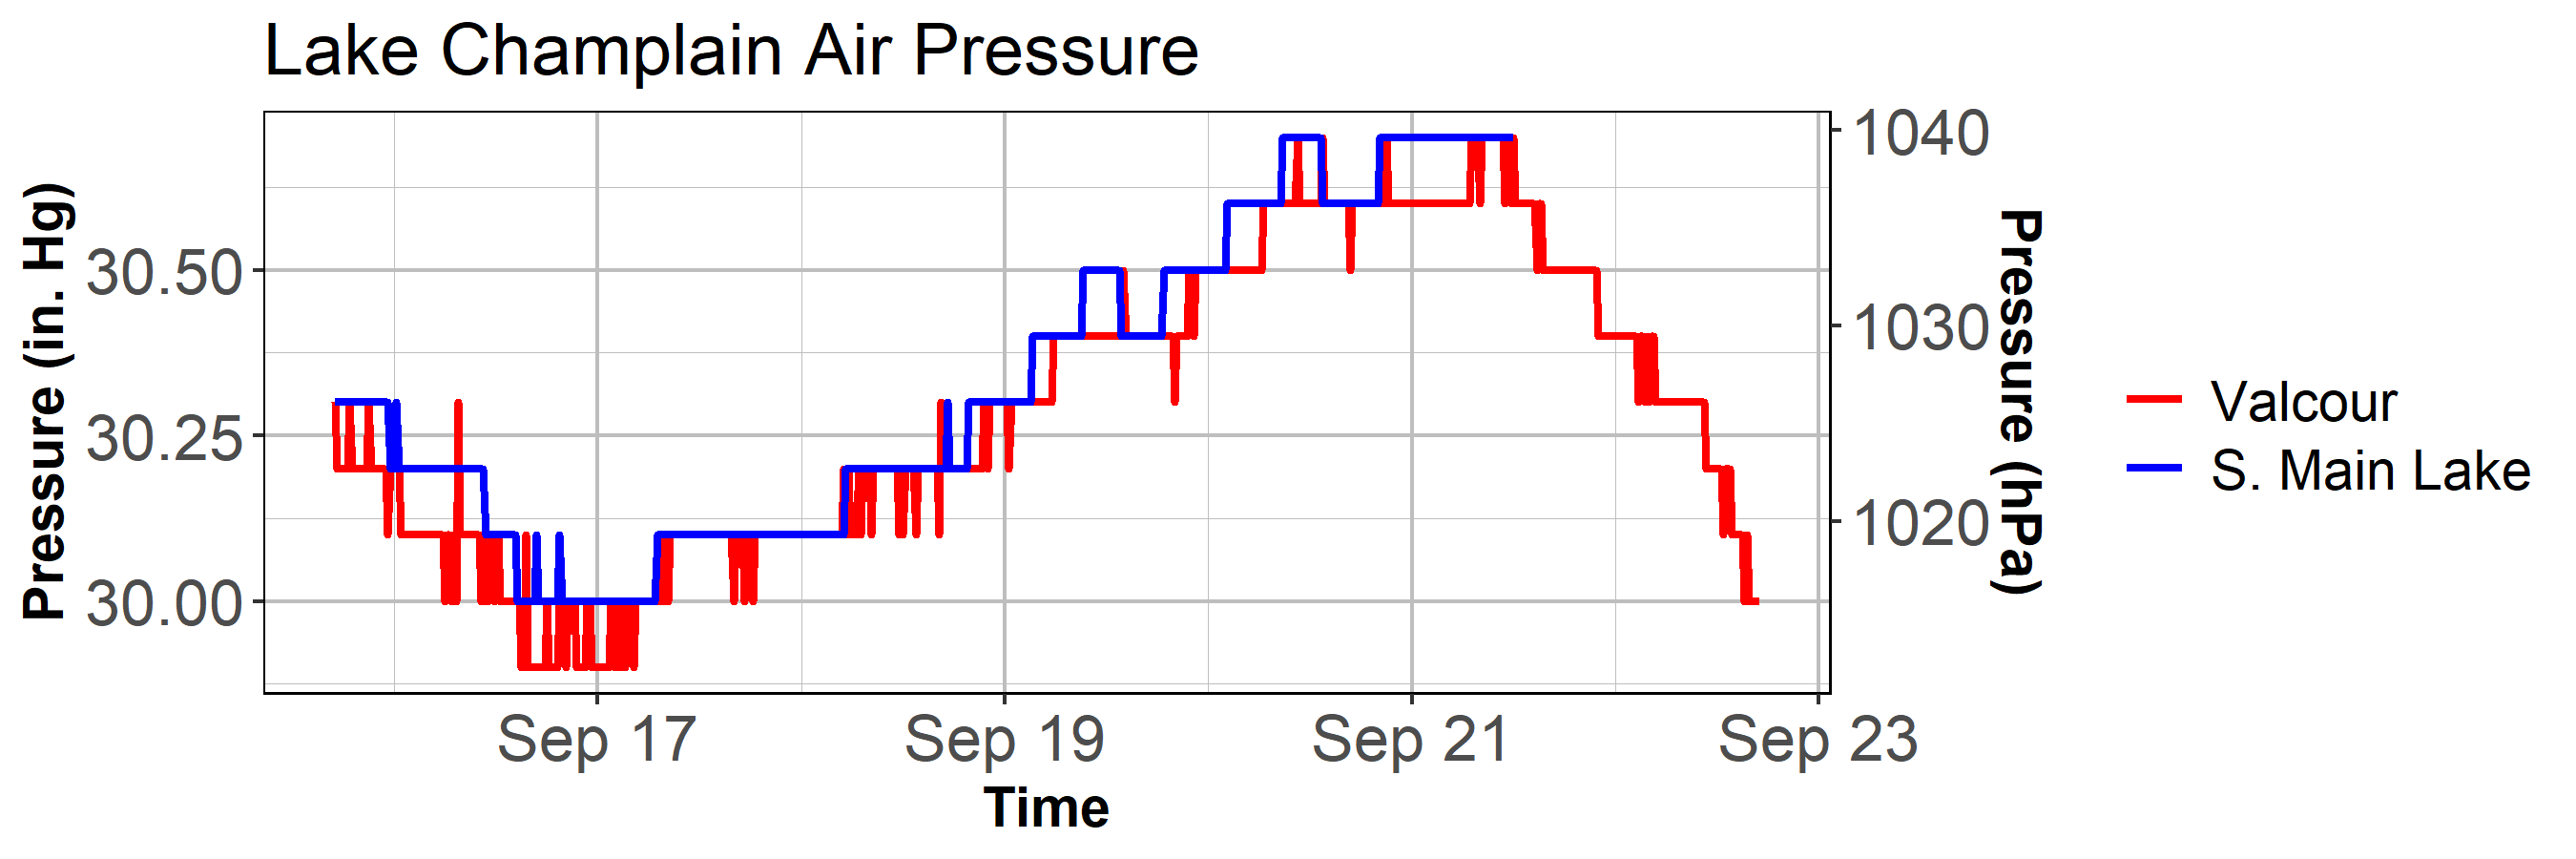 Lake Champlain Air Pressure
Pressure (in. Hg)
30.50
30.25
30.00
1040
1030
1020
Pressure (hPa)
Sep 17
Sep 19
Sep 21
Sep 23
Time
Valcour
S. Main Lake